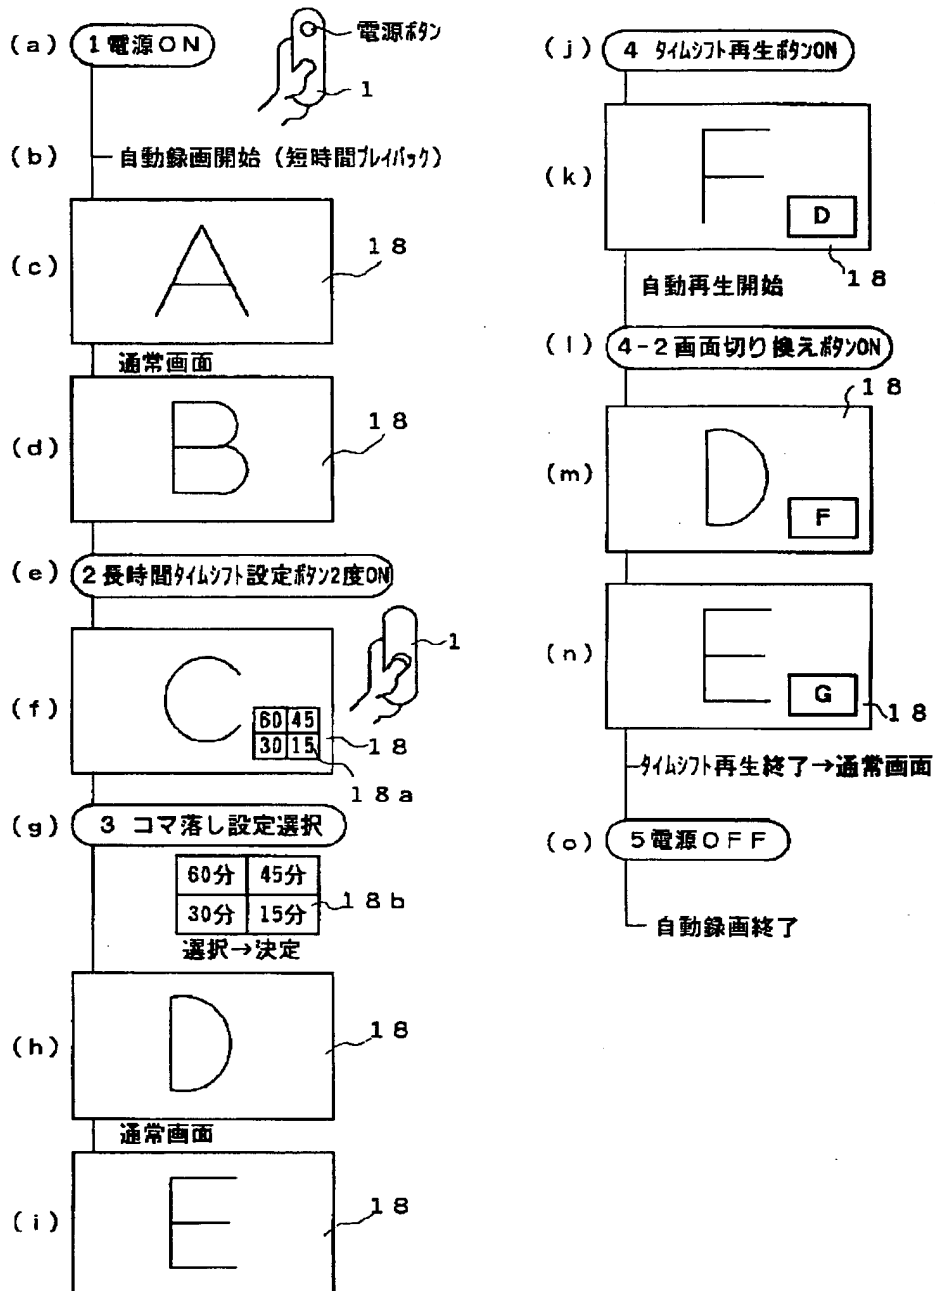 (a) 1電源ON
電源ボタン
1
(b) 自動録画開始（短時間プレイバック）
(c) A 18
通常画面
(d) B 18
(e) 2長時間タイムシフト設定ボタン2度ON
1
(f) C
60 45
30 15
18
18a
(g) 3 コマ落し設定選択
60分 45分
30分 15分
18b
選択→決定
(h) D 18
通常画面
(i) E 18
(j) 4 タイムシフト再生ボタンON
(k) F
D
18
自動再生開始
(l) 4-2画面切り換えボタンON
18
(m) D
F
(n) E
G
18
タイムシフト再生終了→通常画面
(o) 5電源OFF
自動録画終了